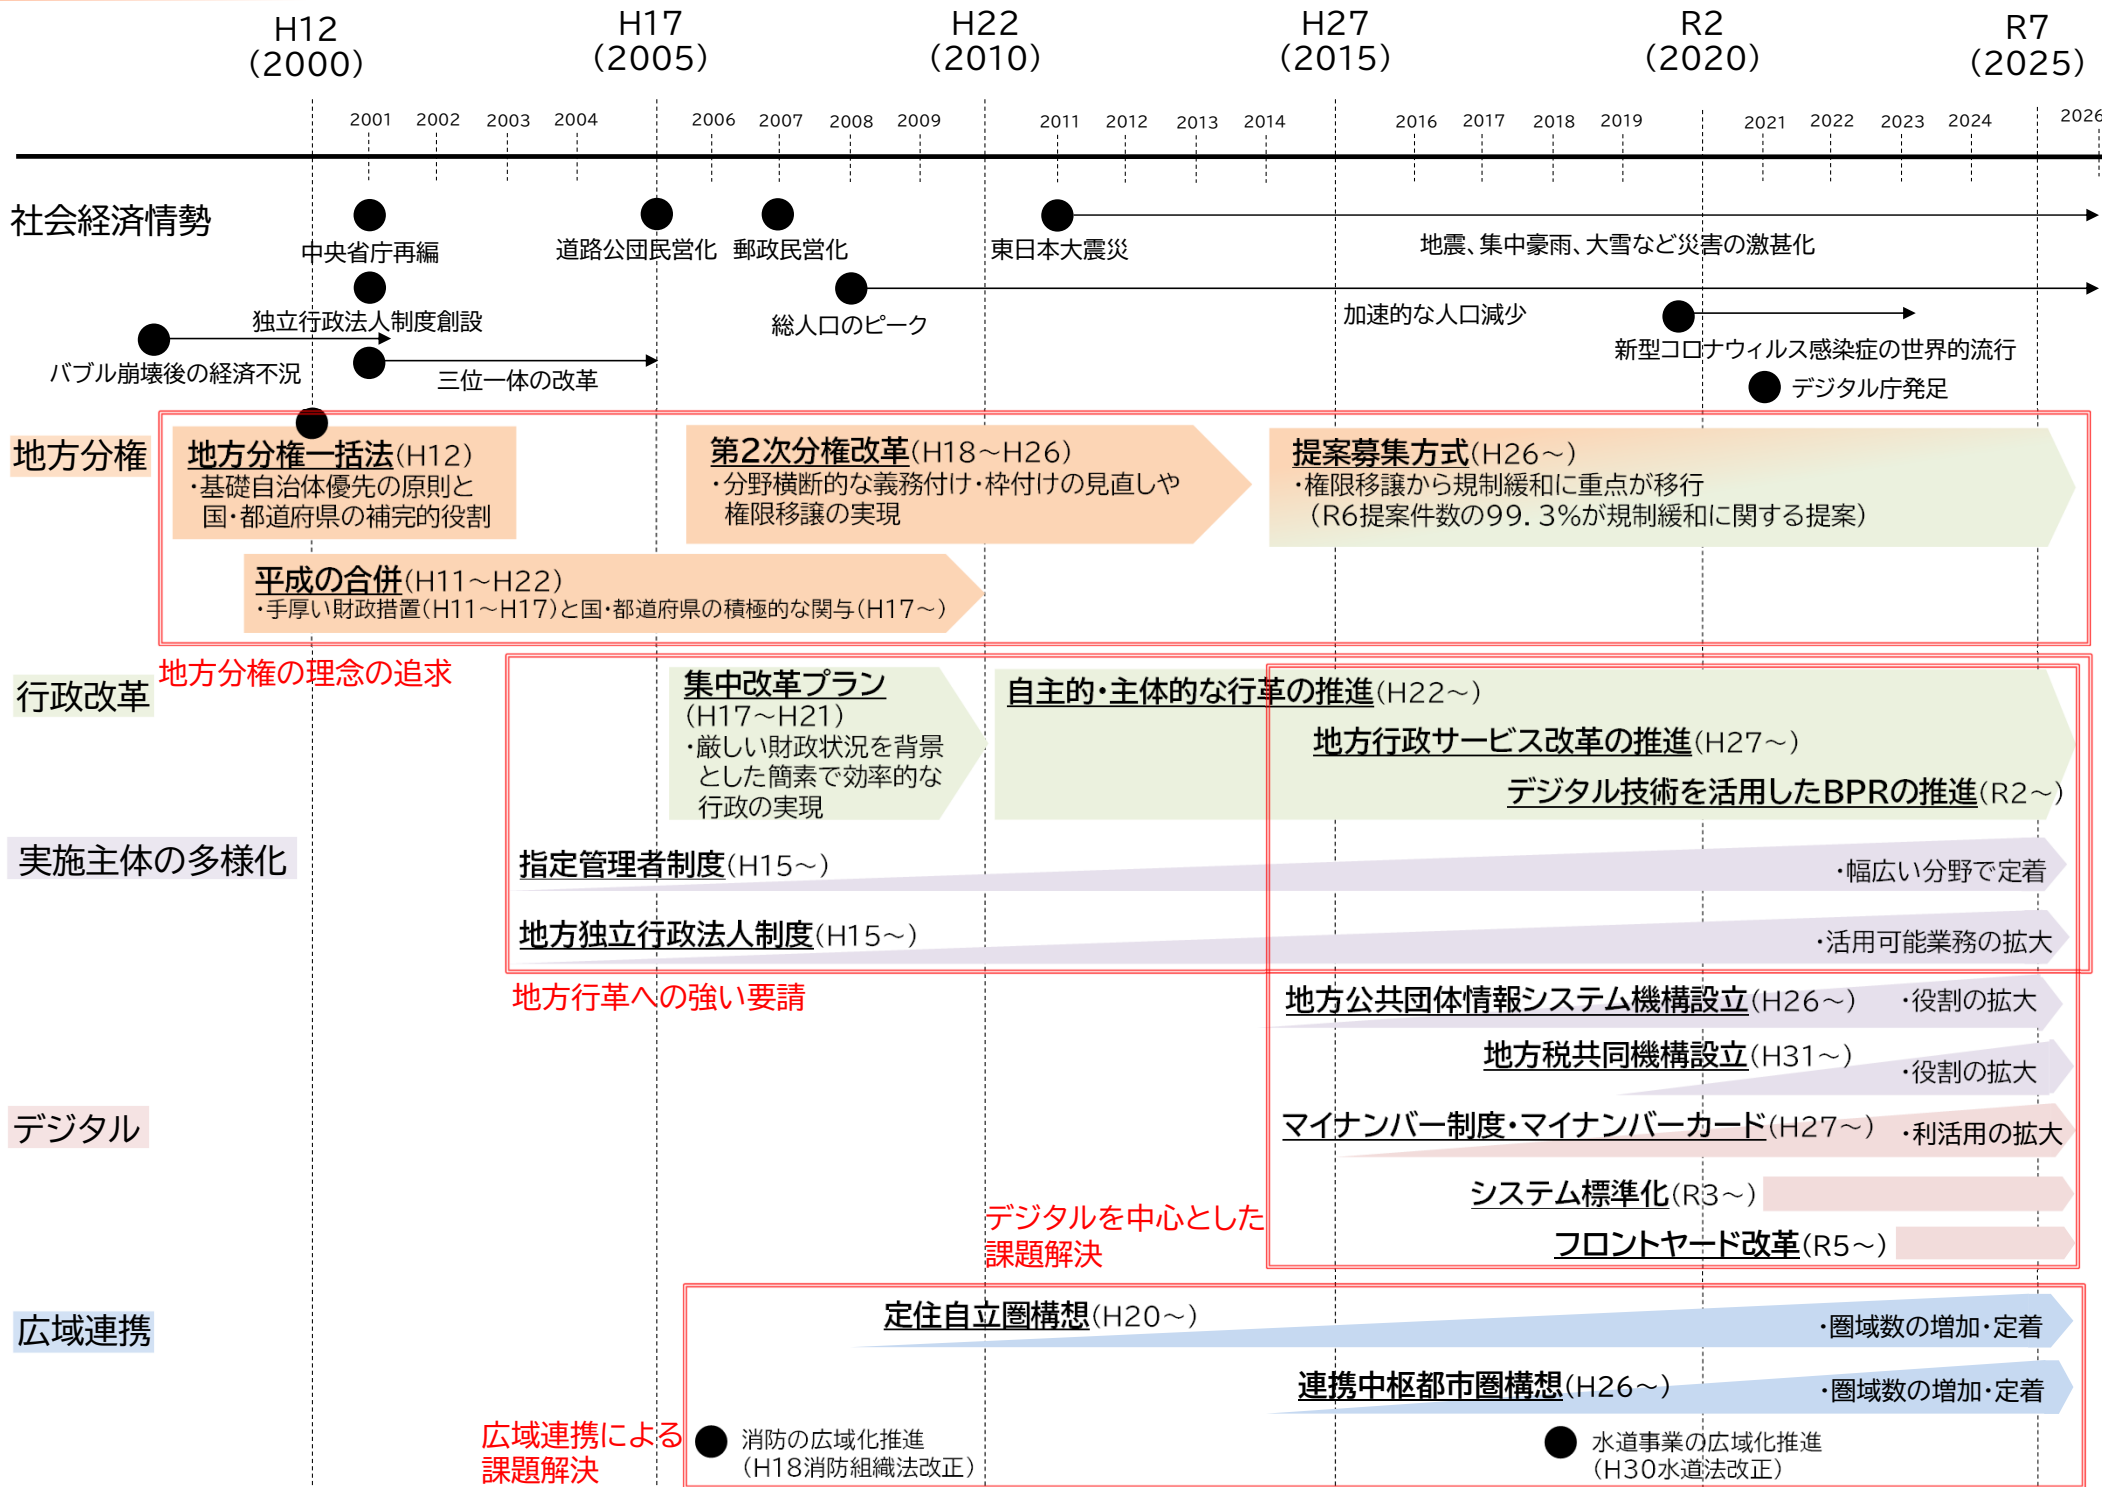 H12
（2000）
H17
（2005）
H22
（2010）
H27
（2015）
R2
（2020）
R7
（2025）
2001 2002 2003 2004 2006 2007 2008 2009 2011 2012 2013 2014 2016 2017 2018 2019 2021 2022 2023 2024 2026
社会経済情勢
中央省庁再編
道路公団民営化
郵政民営化
東日本大震災
地震、集中豪雨、大雪など災害の激甚化
独立行政法人制度創設
総人口のピーク
加速的な人口減少
新型コロナウィルス感染症の世界的流行
バブル崩壊後の経済不況
三位一体の改革
デジタル庁発足
地方分権
地方分権一括法（H12）
・基礎自治体優先の原則と
国・都道府県の補完的役割
第２次分権改革（H18～H26）
・分野横断的な義務付け・枠付けの見直しや
権限移譲の実現
提案募集方式（H26～）
・権限移譲から規制緩和に重点が移行
（R6提案件数の99．3％が規制緩和に関する提案）
平成の合併（H11～H22）
・手厚い財政措置（H11～H17）と国・都道府県の積極的な関与（H17～）
地方分権の理念の追求
行政改革
集中改革プラン
（H17～H21）
・厳しい財政状況を背景
とした簡素で効率的な
行政の実現
自主的・主体的な行革の推進（H22～）
地方行政サービス改革の推進（H27～）
デジタル技術を活用したBPRの推進（R2～）
実施主体の多様化
指定管理者制度（H15～）
・幅広い分野で定着
地方独立行政法人制度（H15～）
・活用可能業務の拡大
地方行革への強い要請
地方公共団体情報システム機構設立（H26～）
・役割の拡大
地方税共同機構設立（H31～）
・役割の拡大
デジタル
マイナンバー制度・マイナンバーカード（H27～）
・利活用の拡大
システム標準化（R3～）
フロントヤード改革（R5～）
デジタルを中心とした
課題解決
広域連携
定住自立圏構想（H20～）
・圏域数の増加・定着
連携中枢都市圏構想（H26～）
・圏域数の増加・定着
広域連携による
課題解決
消防の広域化推進
（H18消防組織法改正）
水道事業の広域化推進
（H30水道法改正）